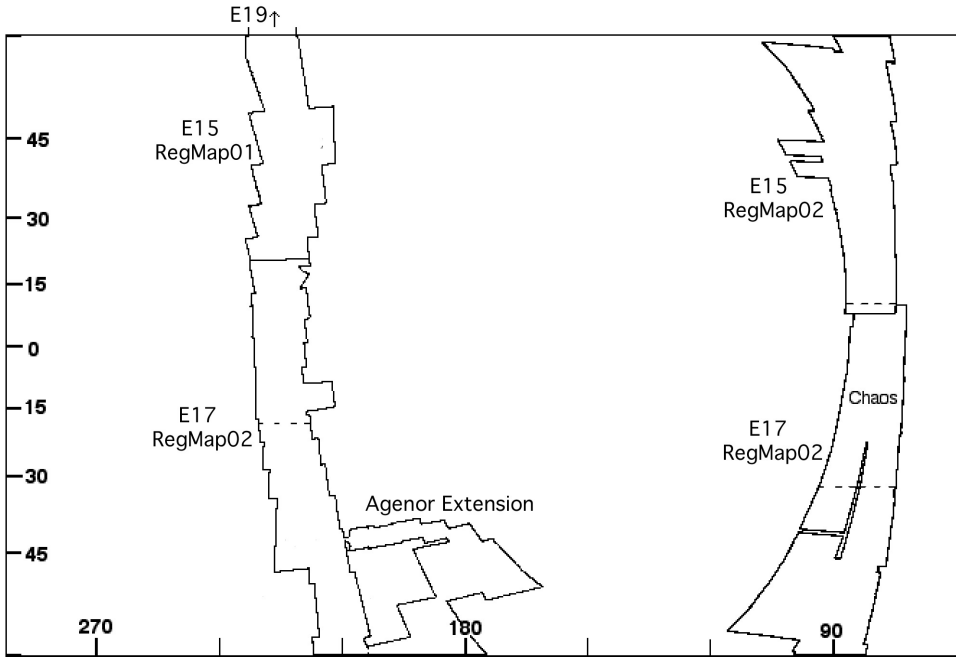 E19↑
E15
RegMap01
E15
RegMap02
45
30
15
0
15
30
45
E17
RegMap02
Chaos
E17
RegMap02
Agenor Extension
270
180
90